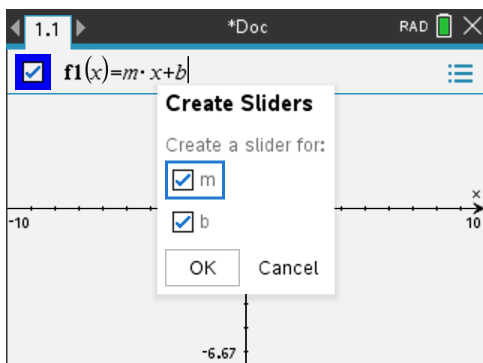 1.1 *Doc RAD
f1(x)=m· x+b
Create Sliders
Create a slider for:
m
b
OK Cancel
x
-10 10
-6.67